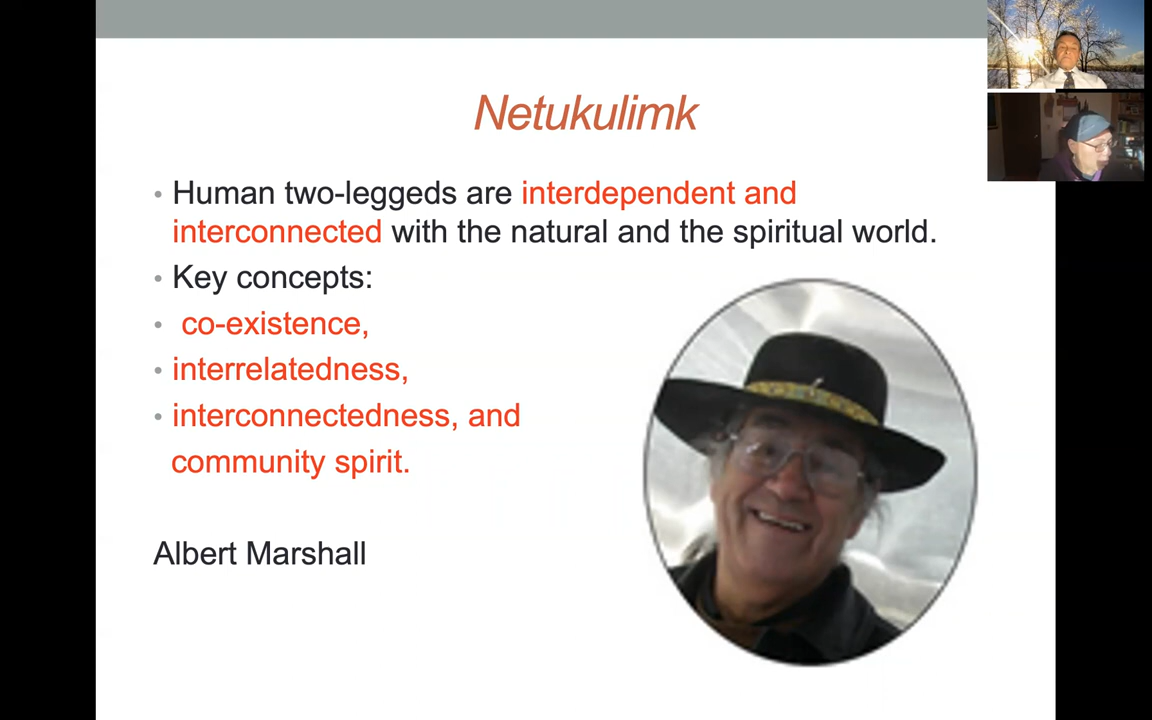 Netukulimk
• Human two-leggeds are interdependent and
interconnected with the natural and the spiritual world.
• Key concepts:
• co-existence,
• interrelatedness,
• interconnectedness, and
community spirit.
Albert Marshall